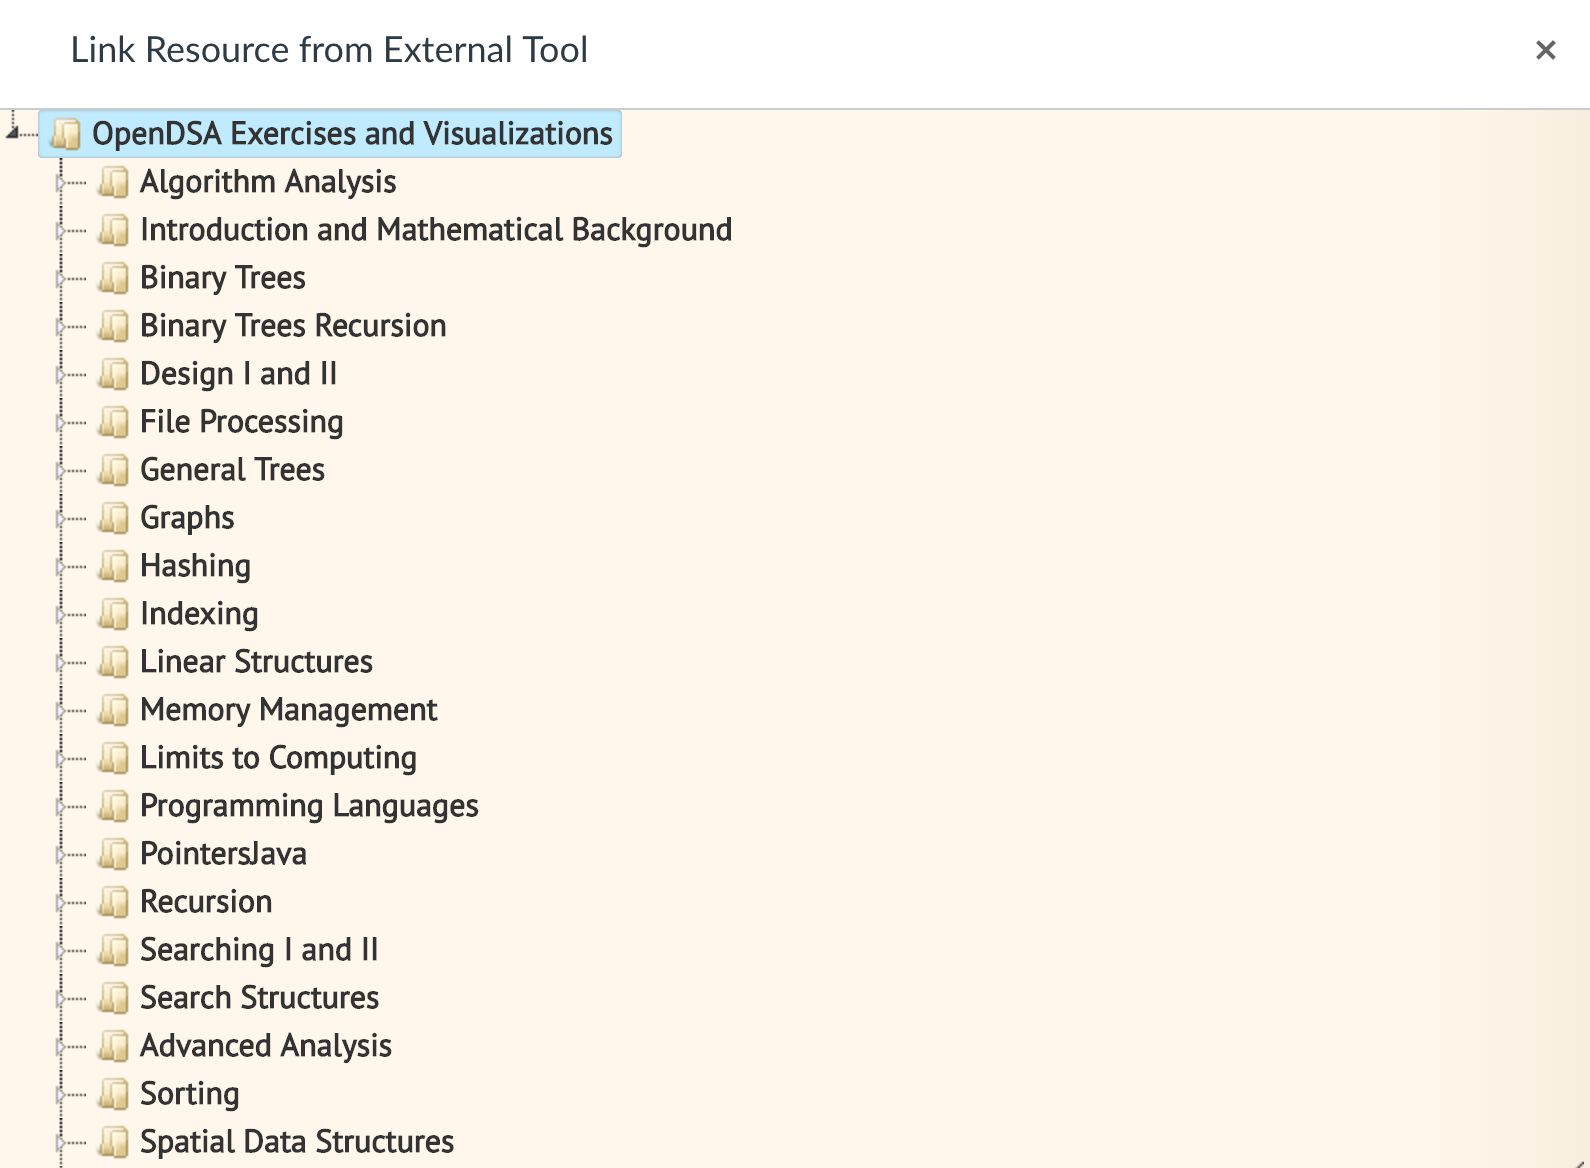 Link Resource from External Tool
OpenDSA Exercises and Visualizations
Algorithm Analysis
Introduction and Mathematical Background
Binary Trees
Binary Trees Recursion
Design I and II
File Processing
General Trees
Graphs
Hashing
Indexing
Linear Structures
Memory Management
Limits to Computing
Programming Languages
PointersJava
Recursion
Searching I and II
Search Structures
Advanced Analysis
Sorting
Spatial Data Structures